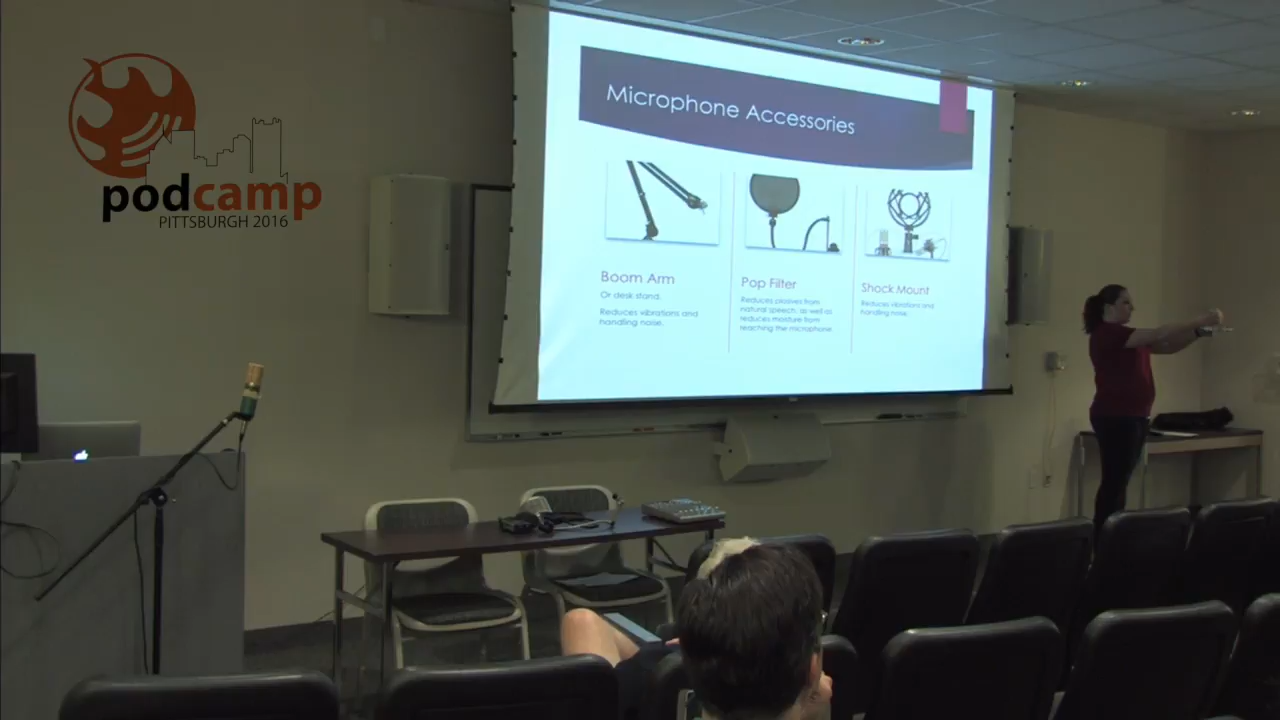 podcamp
PITTSBURGH 2016
Microphone Accessories
Boom Arm
Or desk stand.
Reduces vibrations and
handling noise.
Pop Filter
Reduces plosives from
natural speech, as well as
reduces moisture from
reaching the microphone
Shock Mount
Reduces vibrations and
handling noise.